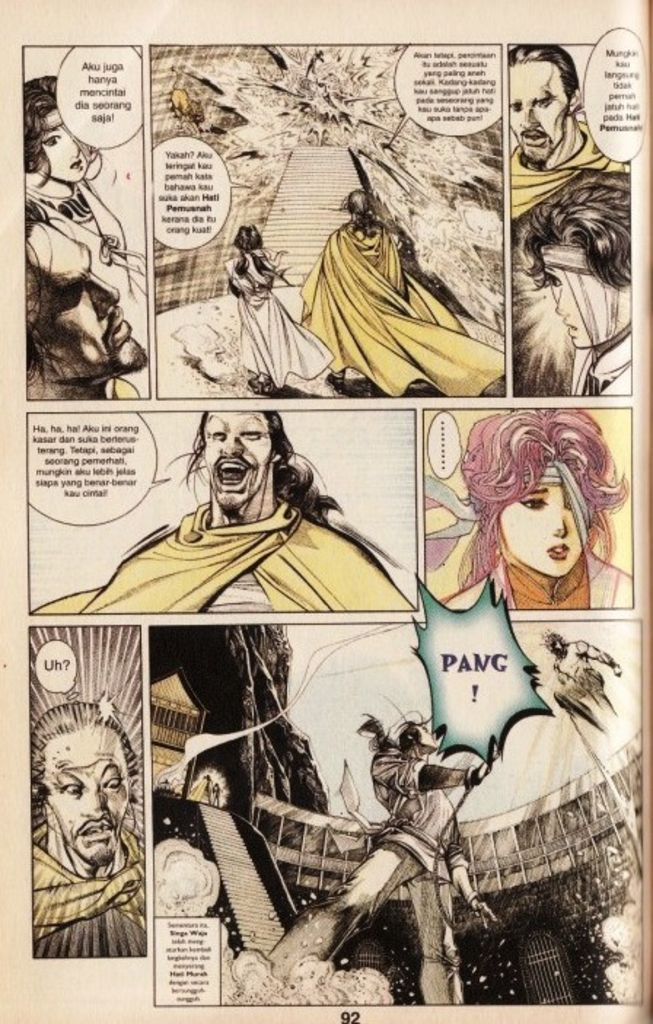 Aku juga
hanya
mencintai
dia seorang
saja!
Akan tetapi, percintaan
itu adalah sesuatu
yang paling aneh
sekali. Kadang-kadang
kau sanggup jatuh hati
pada seseorang yang
kau suka tanpa apa-
apa sebab pun!
Yakah? Aku
teringat kau
pernah kata
bahawa kau
suka akan Hati
Pemusnah
kerana dia itu
orang kuat!
Mungkin
kau
langsung
tidak
pernah
jatuh hati
pada Hati
Pemusnah
Ha, ha, ha! Aku ini orang
kasar dan suka berterus-
terang. Tetapi, sebagai
seorang pemerhati,
mungkin aku lebih jelas
siapa yang benar-benar
kau cintai!
.........
Uh?
PANG
!
Sementara itu,
Singa Waja
telah meng-
aturkan kembali
langkahnya dan
menyerang
Hati Musnah
dengan secara
bersungguh-
sungguh.
92